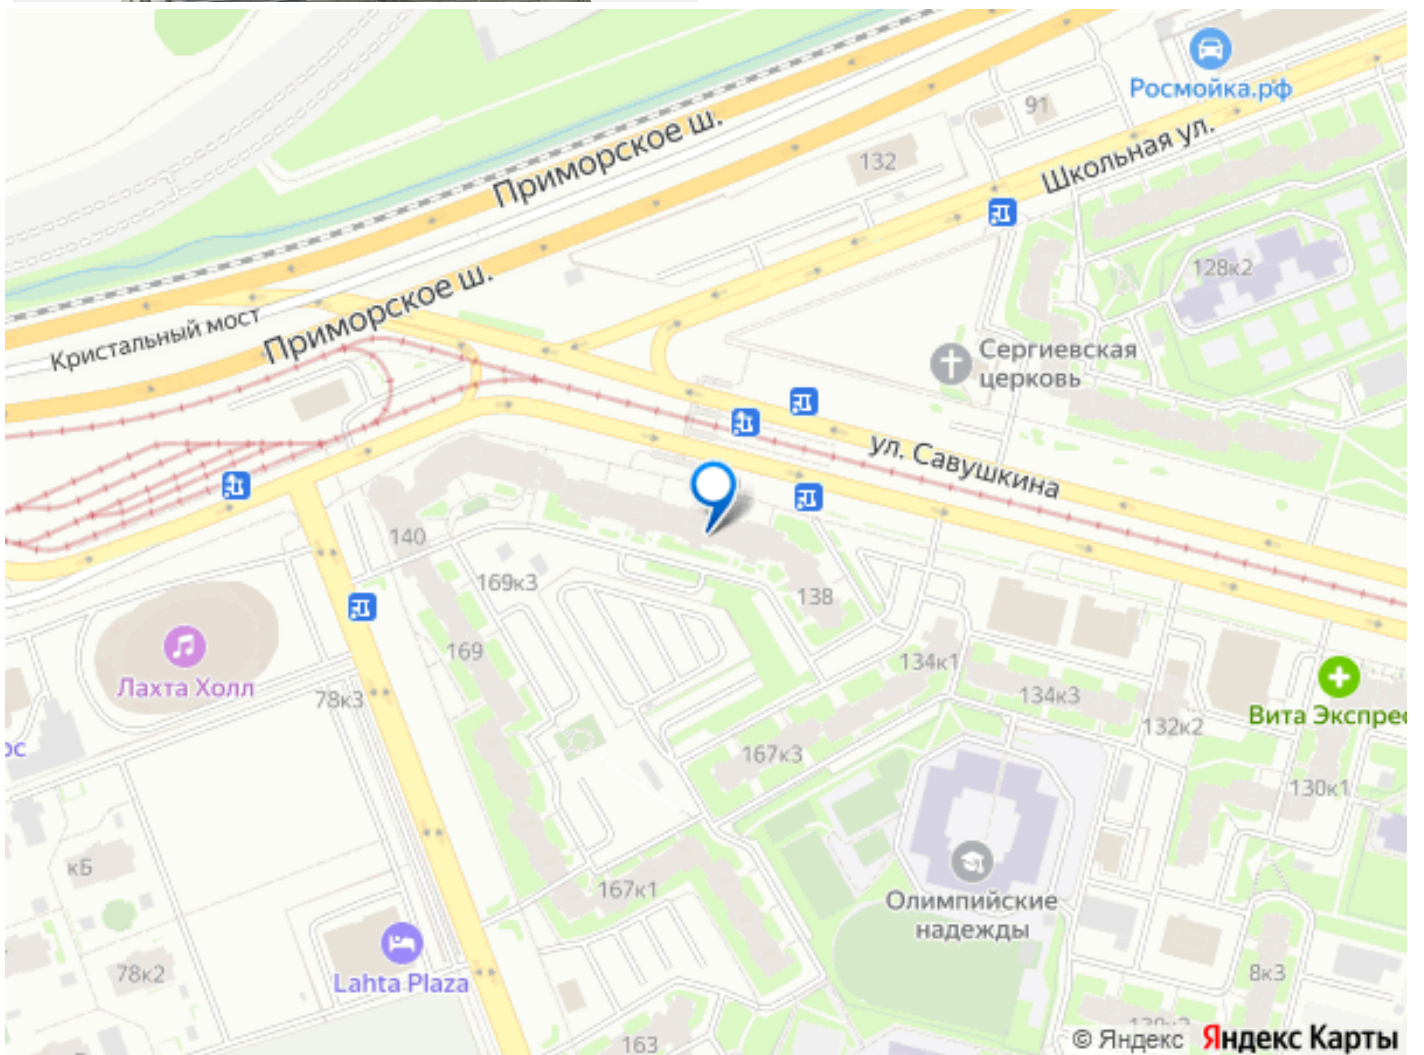 Росмойка.рф
91
Приморское ш.
132
Школьная ул.
128к2
Приморское ш.
Кристальный мост
Сергиевская
церковь
ул. Савушкина
140
169к3
138
169
134к1
Лахта Холл
78к3
134к3
132к2
Вита Экспрес
ос
167к3
130к1
кБ
167к1
Олимпийские
надежды
78к2
Lahta Plaza
8к3
163
© Яндекс Яндекс Карты